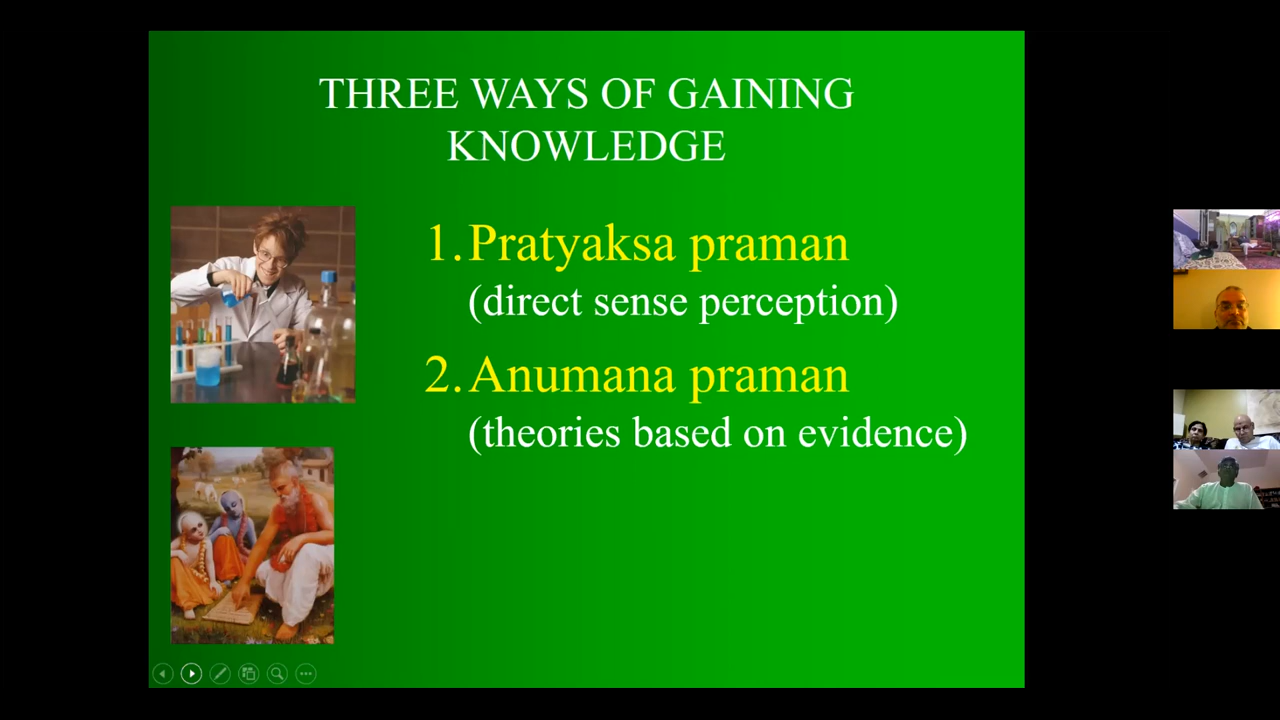 THREE WAYS OF GAINING
KNOWLEDGE
1. Pratyaksa praman
(direct sense perception)
2. Anumana praman
(theories based on evidence)